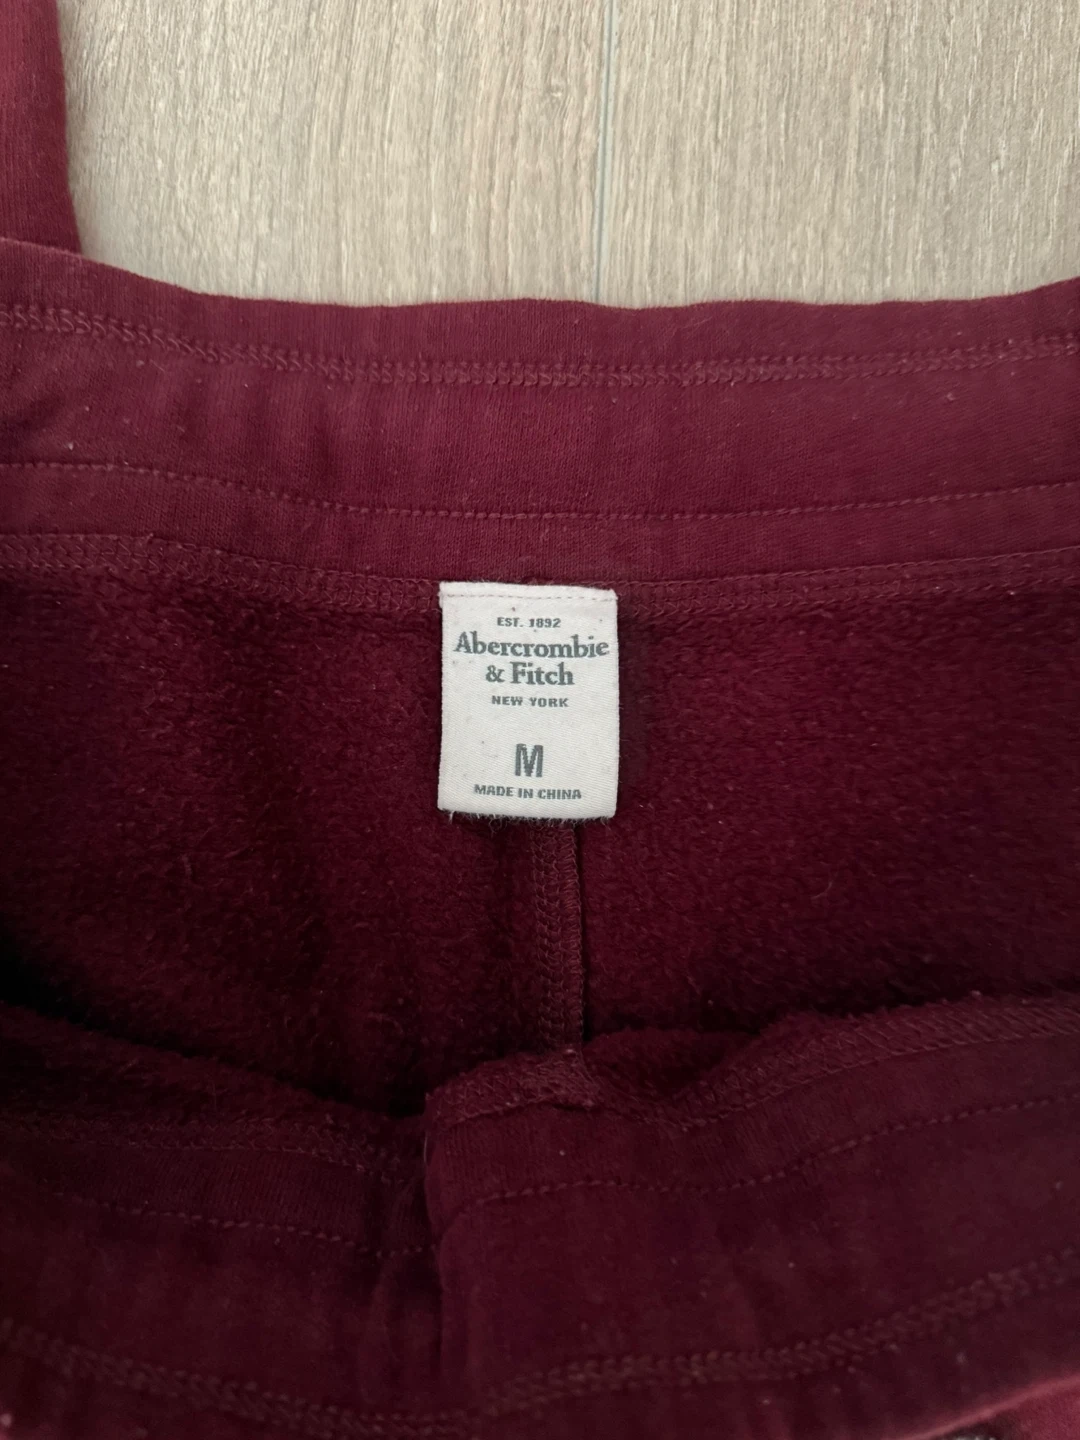 EST. 1892
Abercrombie
& Fitch
NEW YORK
M
MADE IN CHINA